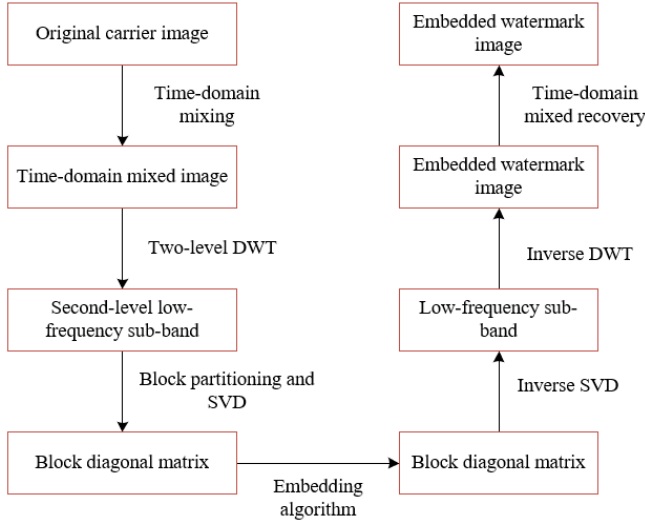 Original carrier image
Time-domain
mixing
Time-domain mixed image
Two-level DWT
Second-level low-
frequency sub-band
Block partitioning and
SVD
Block diagonal matrix
Embedding
algorithm
Block diagonal matrix
Inverse SVD
Low-frequency sub-
band
Inverse DWT
Embedded watermark
image
Time-domain
mixed recovery
Embedded watermark
image